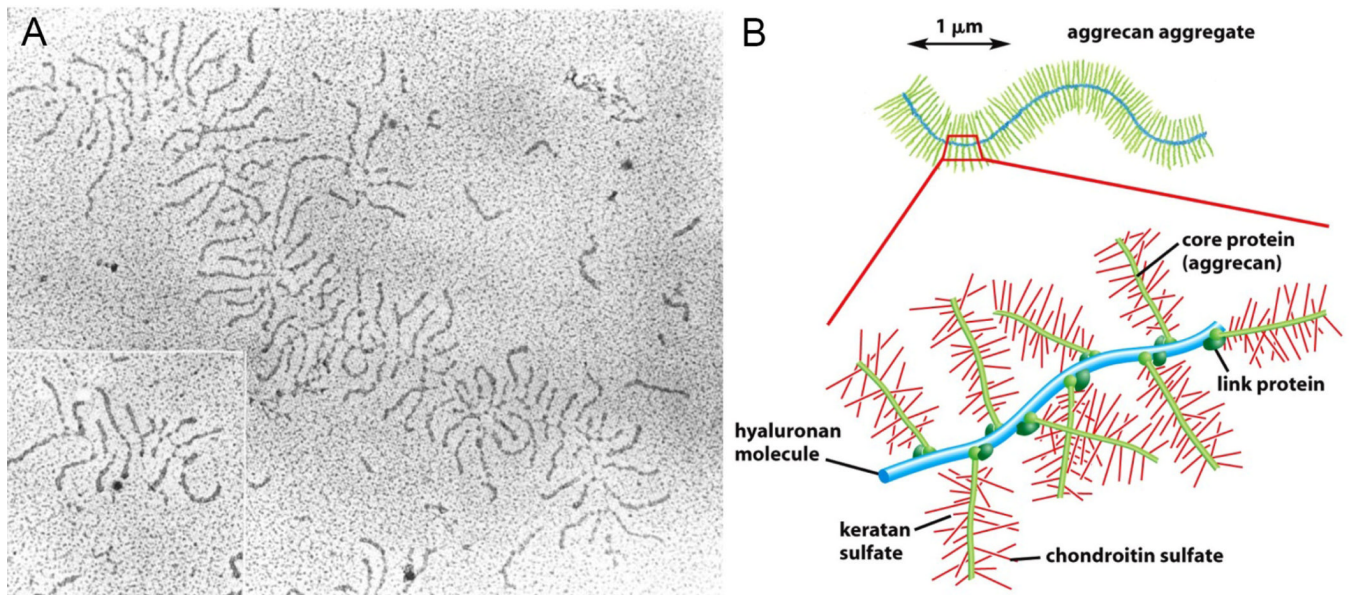 A
B
1 μm
aggrecan aggregate
core protein
(aggrecan)
link protein
hyaluronan
molecule
keratan
sulfate
chondroitin sulfate